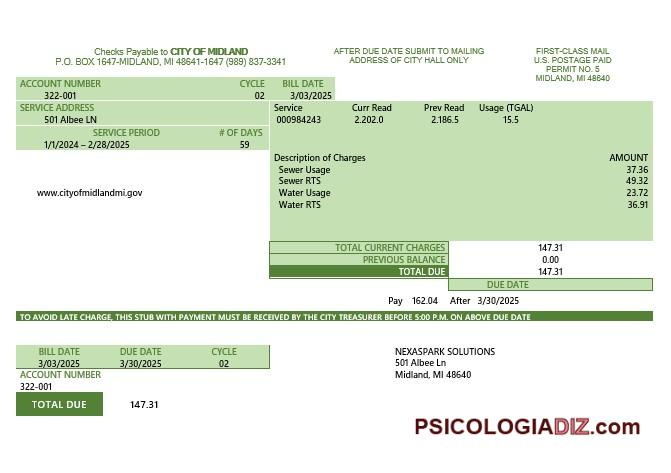 Checks Payable to CITY OF MIDLAND
P.O. BOX 1647-MIDLAND, MI 48641-1647 (989) 837-3341
AFTER DUE DATE SUBMIT TO MAILING
ADDRESS OF CITY HALL ONLY
FIRST-CLASS MAIL
U.S. POSTAGE PAID
PERMIT NO. 5
MIDLAND, MI 48640
ACCOUNT NUMBER CYCLE BILL DATE
322-001 02 3/03/2025
SERVICE ADDRESS
501 Albee LN
SERVICE PERIOD # OF DAYS
1/1/2024 – 2/28/2025 59
www.cityofmidlandmi.gov
Service Curr Read Prev Read Usage (TGAL)
000984243 2.202.0 2.186.5 15.5
Description of Charges AMOUNT
Sewer Usage 37.36
Sewer RTS 49.32
Water Usage 23.72
Water RTS 36.91
TOTAL CURRENT CHARGES 147.31
PREVIOUS BALANCE 0.00
TOTAL DUE 147.31
DUE DATE
Pay 162.04 After 3/30/2025
TO AVOID LATE CHARGE, THIS STUB WITH PAYMENT MUST BE RECEIVED BY THE CITY TREASURER BEFORE 5:00 P.M. ON ABOVE DUE DATE
BILL DATE DUE DATE CYCLE
3/03/2025 3/30/2025 02
ACCOUNT NUMBER
322-001
TOTAL DUE 147.31
NEXASPARK SOLUTIONS
501 Albee Ln
Midland, MI 48640
PSICOLOGIADIZ.com